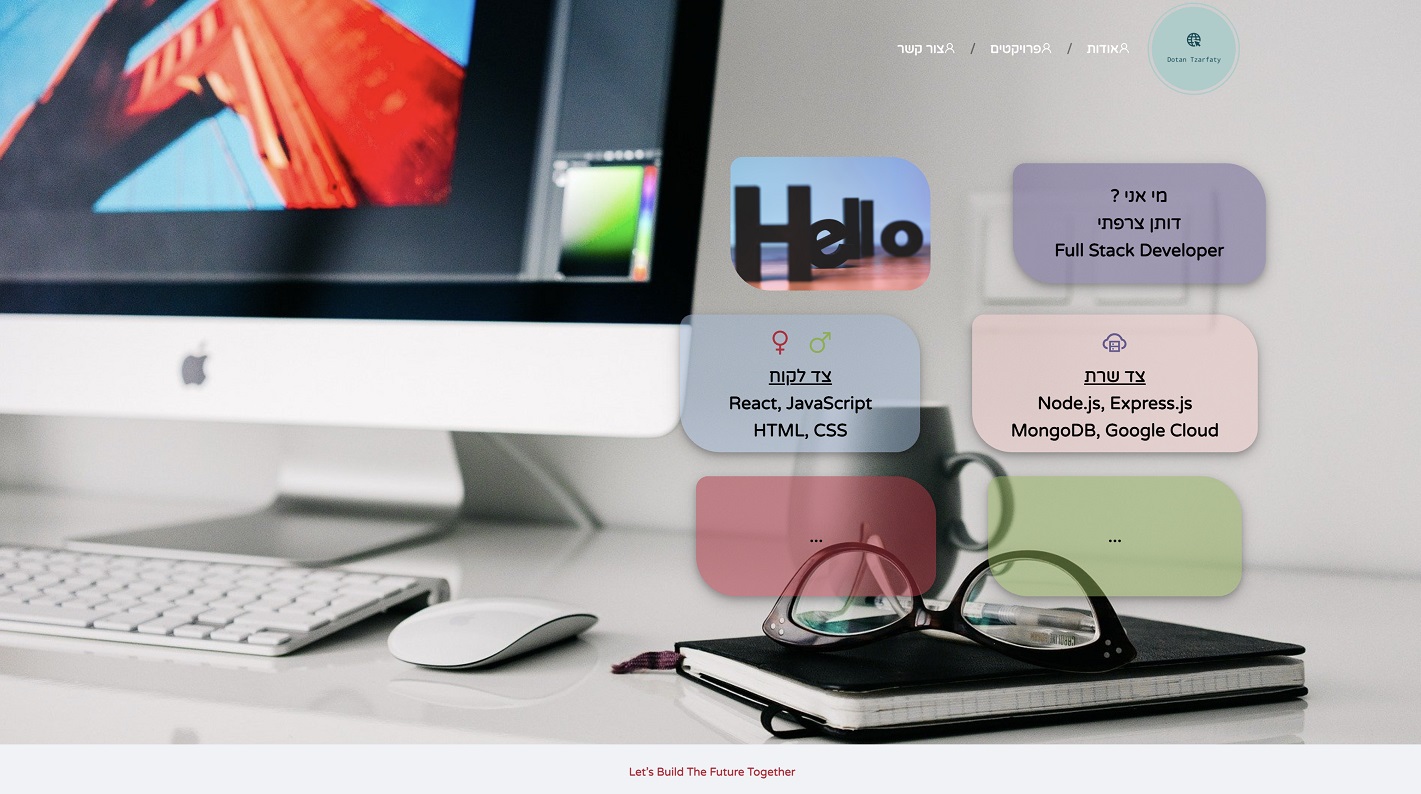 Dotan Tzarfaty
אודות / פרויקטים / צור קשר
מי אני ?
דותן צרפתי
Full Stack Developer
Hello
צד שרת
Node.js, Express.js
MongoDB, Google Cloud
צד לקוח
React, JavaScript
HTML, CSS
...
...
Let's Build The Future Together